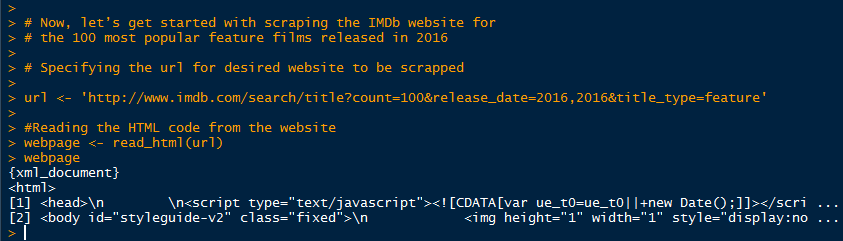 >
> # Now, let's get started with scraping the IMDb website for
> # the 100 most popular feature films released in 2016
>
> # Specifying the url for desired website to be scrapped
>
> url <- 'http://www.imdb.com/search/title?count=100&release_date=2016,2016&title_type=feature'
>
> #Reading the HTML code from the website
> webpage <- read_html(url)
> webpage
{xml_document}
<html>
[1] <head>\n        \n<script type="text/javascript"><![CDATA[var ue_t0=ue_t0||+new Date();]]></scri ...
[2] <body id="styleguide-v2" class="fixed">\n            <img height="1" width="1" style="display:no ...
>